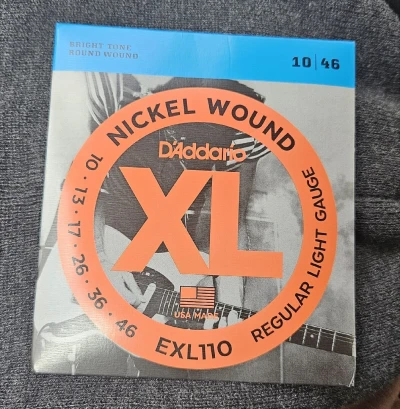 BRIGHT TONE
ROUND WOUND
10|46
NICKEL WOUND
D'Addario
XL
10 · 13 · 17 · 26 · 36 · 46
USA MADE
EXL110
REGULAR LIGHT GAUGE